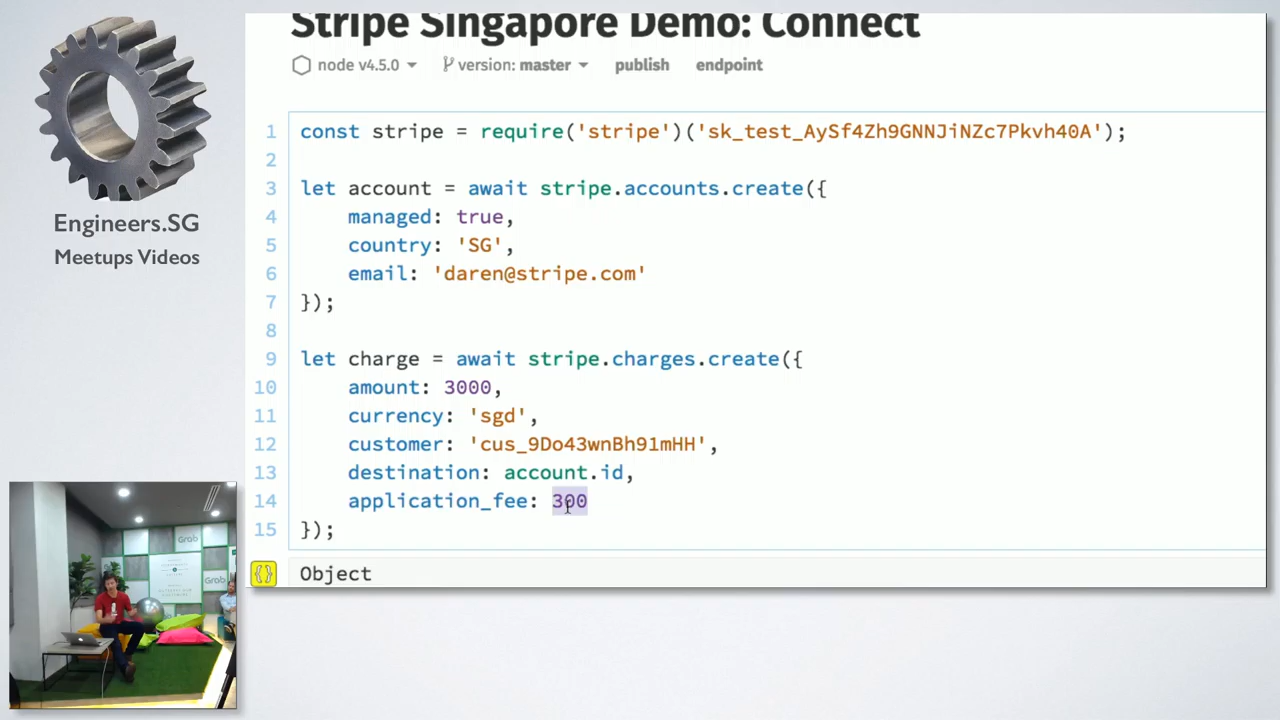 Stripe Singapore Demo: Connect
node v4.5.0 version: master publish endpoint
1 const stripe = require('stripe')('sk_test_AySf4Zh9GNNJiNZc7Pkvh40A');
2
3 let account = await stripe.accounts.create({
4 managed: true,
5 country: 'SG',
6 email: 'daren@stripe.com'
7 });
8
9 let charge = await stripe.charges.create({
10 amount: 3000,
11 currency: 'sgd',
12 customer: 'cus_9Do43wnBh91mHH',
13 destination: account.id,
14 application_fee: 300
15 });
{} Object
Engineers.SG
Meetups Videos
Grab
Grab